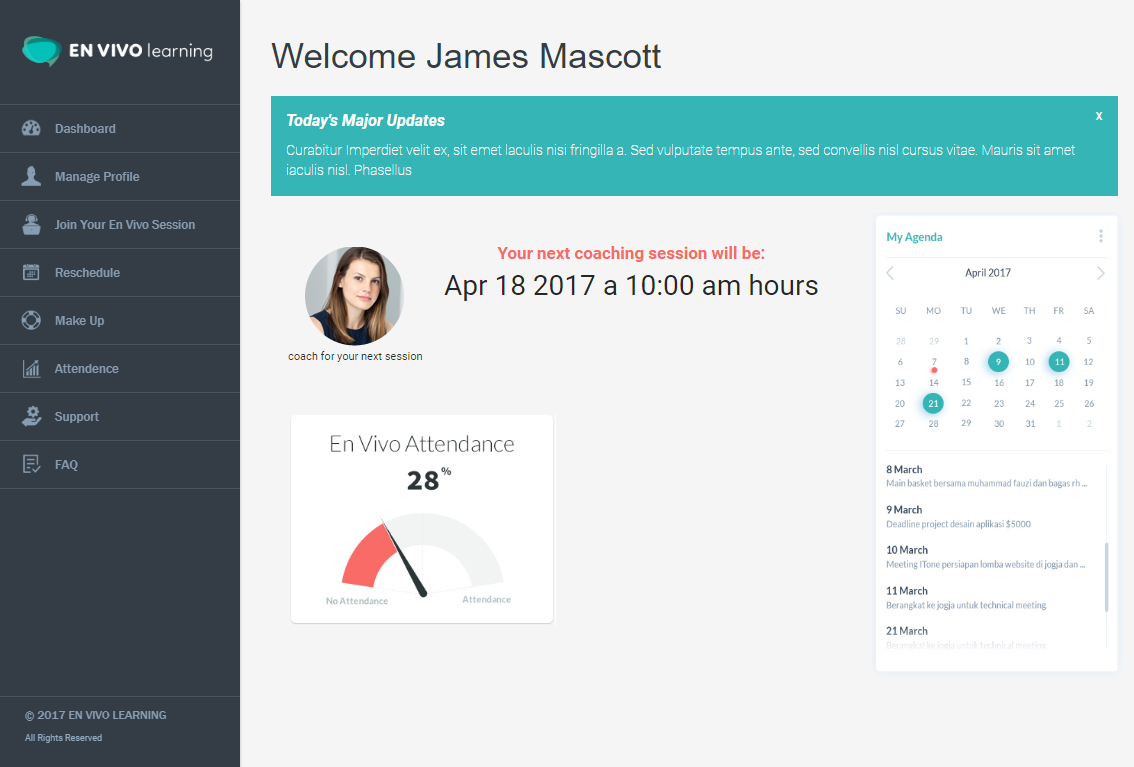 EN VIVO learning
Dashboard
Manage Profile
Join Your En Vivo Session
Reschedule
Make Up
Attendence
Support
FAQ
© 2017 EN VIVO LEARNING
All Rights Reserved
Welcome James Mascott
Today's Major Updates
x
Curabitur Imperdiet velit ex, sit emet laculis nisi fringilla a. Sed vulputate tempus ante, sed convellis nisl cursus vitae. Mauris sit amet
iaculis nisl. Phasellus
coach for your next session
Your next coaching session will be:
Apr 18 2017 a 10:00 am hours
En Vivo Attendance
28%
No Attendance
Attendance
My Agenda
April 2017
SU MO TU WE TH FR SA
28 29 1 2 3 4 5
6 7 8 9 10 11 12
13 14 15 16 17 18 19
20 21 22 23 24 25 26
27 28 29 30 31 1 2
8 March
Main basket bersama muhammad fauzi dan bagas rh ...
9 March
Deadline project desain aplikasi $5000
10 March
Meeting ITone persiapan lomba website di jogja dan ...
11 March
Berangkat ke jogja untuk technical meeting
21 March
Berangkat ke jogja untuk technical meeting